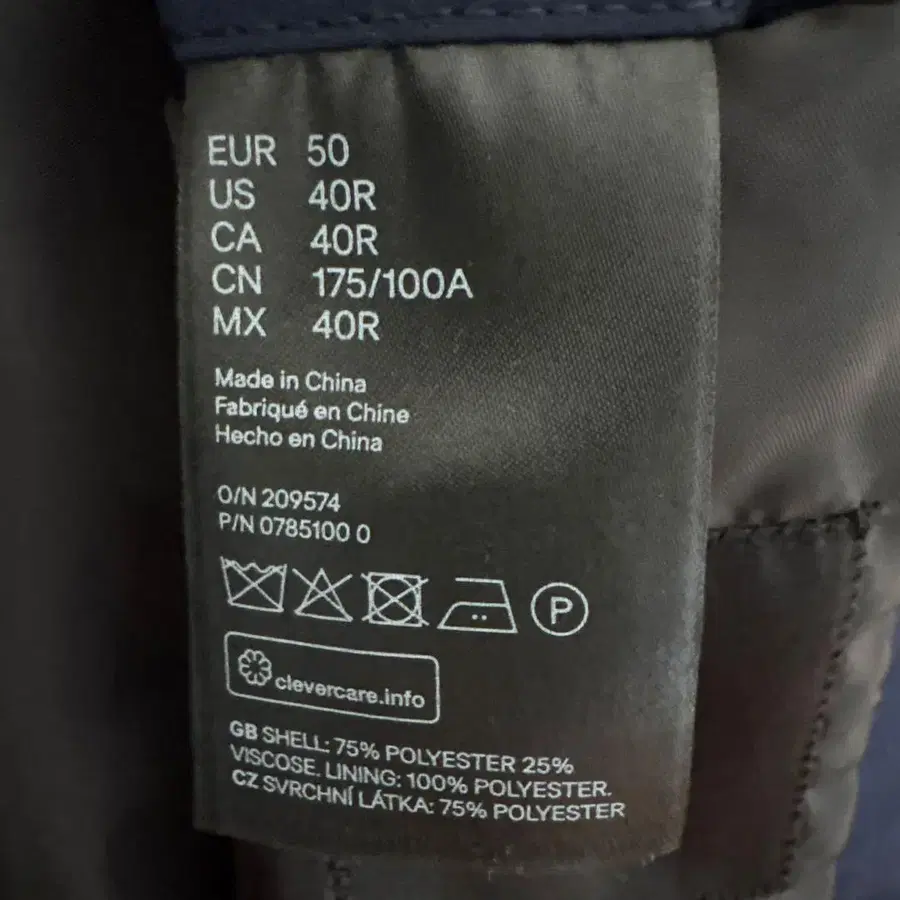 EUR 50
US 40R
CA 40R
CN 175/100A
MX 40R
Made in China
Fabriqué en Chine
Hecho en China
O/N 209574
P/N 0785100 0
P
clevercare.info
GB SHELL: 75% POLYESTER 25%
VISCOSE. LINING: 100% POLYESTER.
CZ SVRCHNÍ LÁTKA: 75% POLYESTER